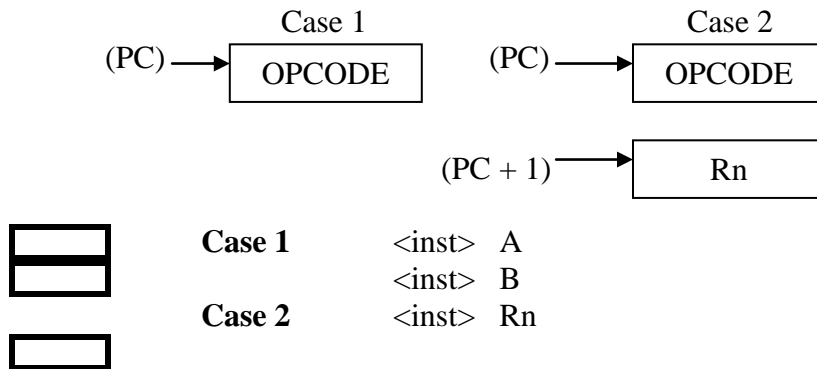 Case 1 Case 2
(PC) OPCODE (PC) OPCODE
(PC + 1) Rn
Case 1 <inst> A
<inst> B
Case 2 <inst> Rn